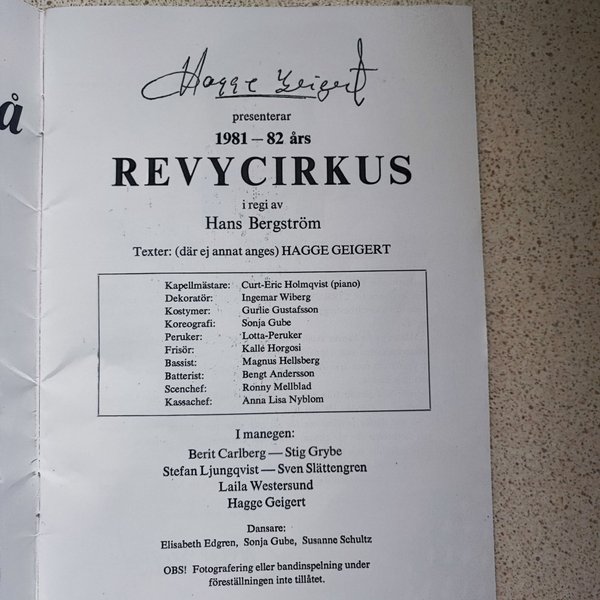 å
Hagge Geigert
presenterar
1981 – 82 års
REVYCIRKUS
i regi av
Hans Bergström
Texter: (där ej annat anges) HAGGE GEIGERT
Kapellmästare: Curt-Eric Holmqvist (piano)
Dekoratör: Ingemar Wiberg
Kostymer: Gurlie Gustafsson
Koreografi: Sonja Gube
Peruker: Lotta-Peruker
Frisör: Kalle Horgosi
Bassist: Magnus Hellsberg
Batterist: Bengt Andersson
Scenchef: Ronny Mellblad
Kassachef: Anna Lisa Nyblom
I manegen:
Berit Carlberg — Stig Grybe
Stefan Ljungqvist — Sven Slättengren
Laila Westersund
Hagge Geigert
Dansare:
Elisabeth Edgren, Sonja Gube, Susanne Schultz
OBS! Fotografering eller bandinspelning under
föreställningen inte tillåtet.